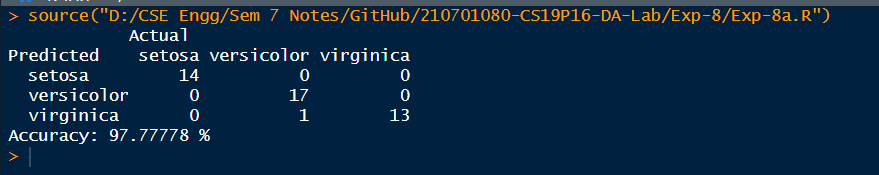 > source("D:/CSE Engg/Sem 7 Notes/GitHub/210701080-CS19P16-DA-Lab/Exp-8/Exp-8a.R")
            Actual
Predicted    setosa versicolor virginica
  setosa         14          0         0
  versicolor      0         17         0
  virginica       0          1        13
Accuracy: 97.77778 %
>